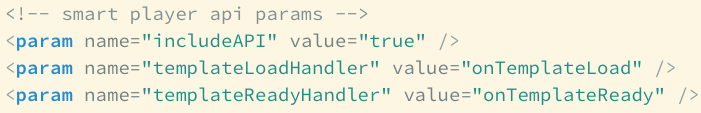 <!-- smart player api params -->
<param name="includeAPI" value="true" />
<param name="templateLoadHandler" value="onTemplateLoad" />
<param name="templateReadyHandler" value="onTemplateReady" />